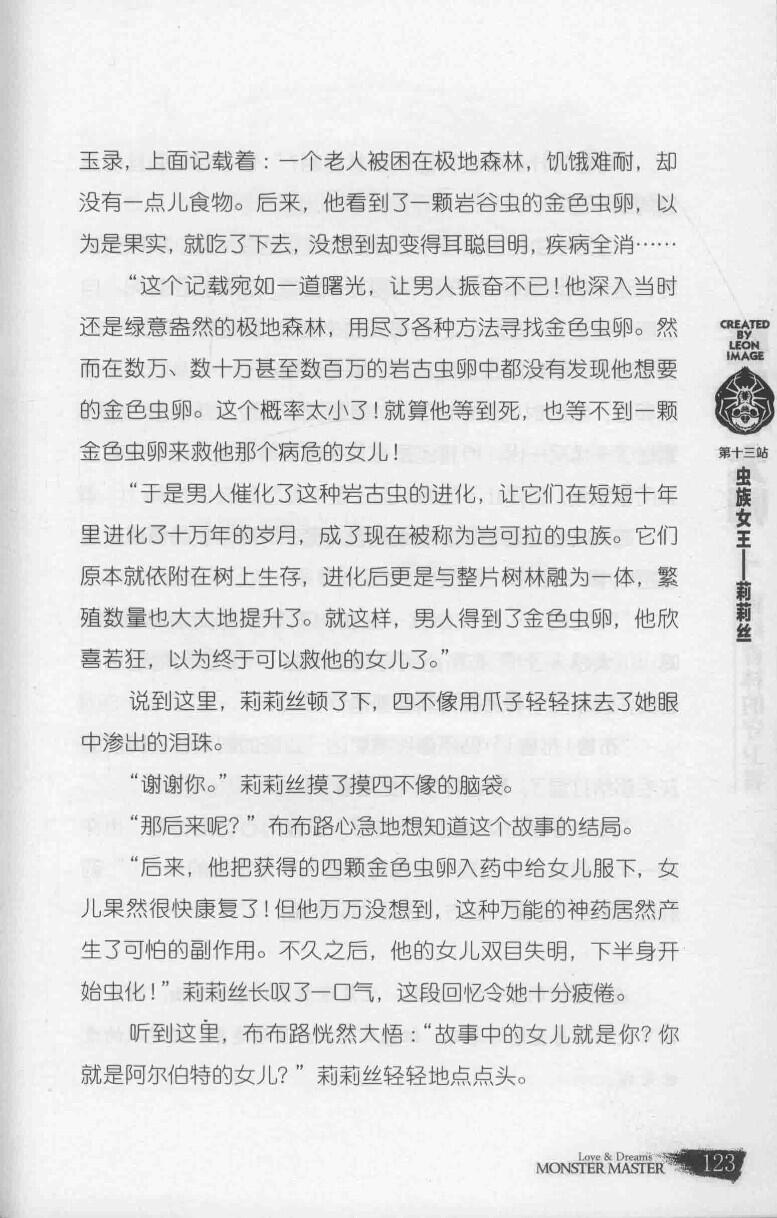 玉录，上面记载着：一个老人被困在极地森林，饥饿难耐，却
没有一点儿食物。后来，他看到了一颗岩谷虫的金色虫卵，以
为是果实，就吃了下去，没想到却变得耳聪目明，疾病全消……
“这个记载宛如一道曙光，让男人振奋不已！他深入当时
还是绿意盎然的极地森林，用尽了各种方法寻找金色虫卵。然
而在数万、数十万甚至数百万的岩古虫卵中都没有发现他想要
的金色虫卵。这个概率太小了！就算他等到死，也等不到一颗
金色虫卵来救他那个病危的女儿！
“于是男人催化了这种岩古虫的进化，让它们在短短十年
里进化了十万年的岁月，成了现在被称为岂可拉的虫族。它们
原本就依附在树上生存，进化后更是与整片树林融为一体，繁
殖数量也大大地提升了。就这样，男人得到了金色虫卵，他欣
喜若狂，以为终于可以救他的女儿了。”
说到这里，莉莉丝顿了下，四不像用爪子轻轻抹去了她眼
中渗出的泪珠。
“谢谢你。”莉莉丝摸了摸四不像的脑袋。
“那后来呢？”布布路心急地想知道这个故事的结局。
“后来，他把获得的四颗金色虫卵入药中给女儿服下，女
儿果然很快康复了！但他万万没想到，这种万能的神药居然产
生了可怕的副作用。不久之后，他的女儿双目失明，下半身开
始虫化！”莉莉丝长叹了一口气，这段回忆令她十分疲倦。
听到这里，布布路恍然大悟：“故事中的女儿就是你？你
就是阿尔伯特的女儿？”莉莉丝轻轻地点点头。
CREATED
BY
LEON
IMAGE
第十三站
虫族女王——莉莉丝
Love & Dreams
MONSTER MASTER
123